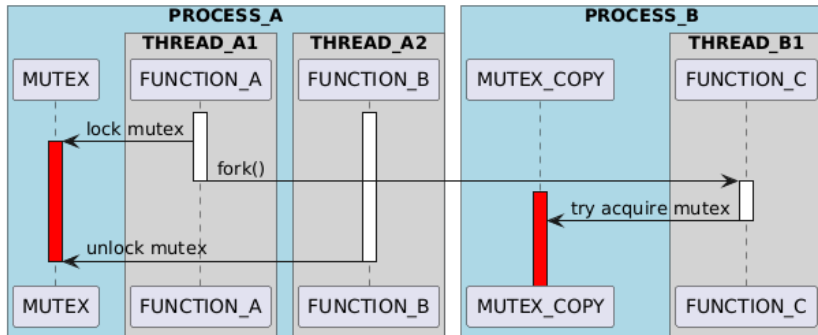 PROCESS_A PROCESS_B
THREAD_A1 THREAD_A2 THREAD_B1
MUTEX FUNCTION_A FUNCTION_B MUTEX_COPY FUNCTION_C
lock mutex
fork()
try acquire mutex
unlock mutex
MUTEX FUNCTION_A FUNCTION_B MUTEX_COPY FUNCTION_C